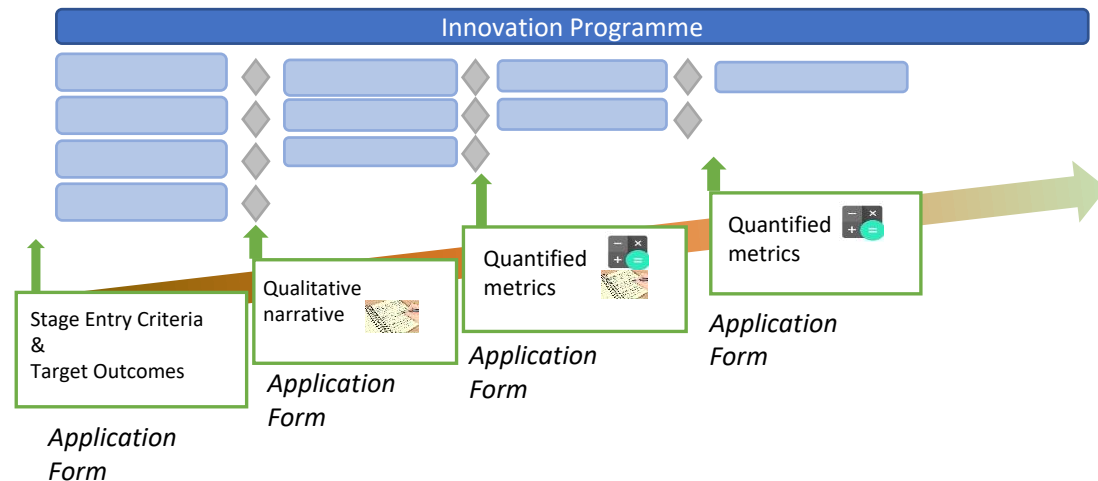 Innovation Programme
Stage Entry Criteria
&
Target Outcomes
Application
Form
Qualitative
narrative
Application
Form
Quantified
metrics
Application
Form
Quantified
metrics
Application
Form